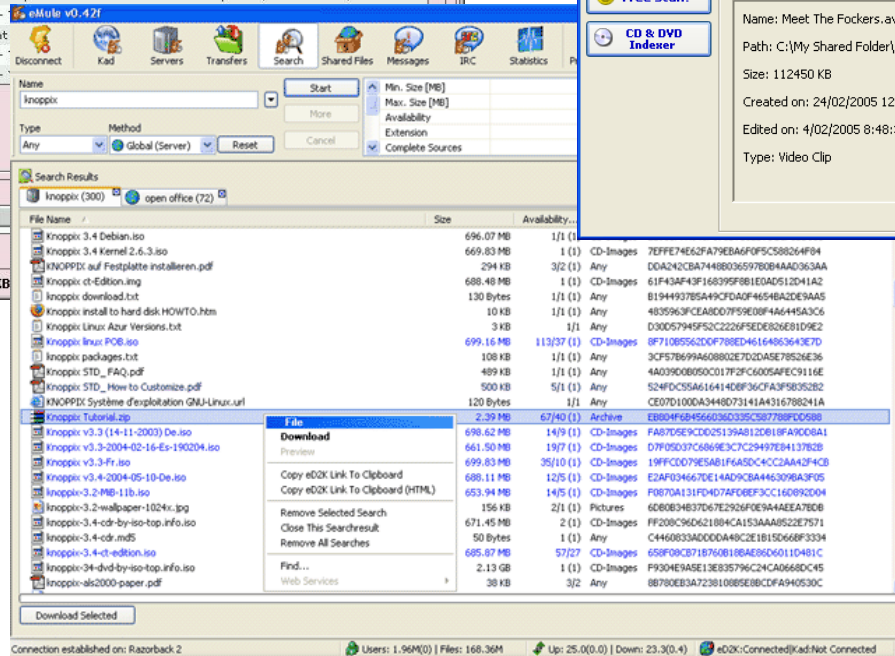 eMule v0.42f
Disconnect Kad Servers Transfers Search Shared Files Messages IRC Statistics
Name
knoppix
Type Method
Any Global (Server) Reset
Start
More
Cancel
Min. Size [MB]
Max. Size [MB]
Availability
Extension
Complete Sources
CD & DVD
Indexer
Name: Meet The Fockers.av
Path: C:\My Shared Folder\
Size: 112450 KB
Created on: 24/02/2005 12
Edited on: 4/02/2005 8:48:
Type: Video Clip
Search Results
knoppix (300) open office (72)
File Name Size Availability...
Knoppix 3.4 Debian.iso 696.07 MB 1/1 (1
Knoppix 3.4 Kernel 2.6.3.iso 669.83 MB 1 (1) CD-Images 7EFFE74E62FA79EBA6F0F5C588264F84
KNOPPIX auf Festplatte installieren.pdf 294 KB 3/2 (1) Any DDA242CBA7448B036597B0B4AAD363AA
Knoppix ct-Edition.img 688.48 MB 1 (1) CD-Images 61F43AF43F168395F8B1E0AD512D41A2
knoppix download.txt 130 Bytes 1/1 (1) Any B1944937B5A49CFDA0F4654BA2DE9AA5
Knoppix install to hard disk HOWTO.htm 10 KB 1/1 (1) Any 4835963FCEA8DD7F59E08F4A6445A3C6
Knoppix Linux Azur Versions.txt 3 KB 1/1 Any D30D57945F52C2226F5EDE826E81D9E2
Knoppix linux POB.iso 699.16 MB 113/37 (1) CD-Images 8F710B5562DDF788ED46164863643E7D
knoppix packages.txt 108 KB 1/1 (1) Any 3CF57B699A608802E7D2DA5E78526E36
Knoppix STD_FAQ.pdf 489 KB 1/1 (1) Any 4A039D0B050C017F2FC6005AFEC9116E
Knoppix STD_ How to Customize.pdf 500 KB 5/1 (1) Any 524FDC55A616414DBF36CFA3F5B352B2
KNOPPIX Système d'exploitation GNU-Linux.url 120 Bytes 1/1 Any CE07D100DA3448D73141A4316788241A
Knoppix Tutorial.zip 2.39 MB 67/40 (1) Archive EB804F6B4566036D335C587788FDD588
Knoppix v3.3 (14-11-2003) De.iso 698.62 MB 14/9 (1) CD-Images FA87D5E9CDD25139AB12DB18FA9DD8A1
Knoppix v3.3-2004-02-16-Es-190204.iso 661.50 MB 19/7 (1) CD-Images D7F05D37C6869E3C7C29497E84137B2B
Knoppix v3.3-Fr.iso 699.83 MB 35/10 (1) CD-Images 19FFCDD79E5AB1F6A5DC4CC2AA42F4CB
Knoppix v3.4-2004-05-10-De.iso 688.11 MB 12/5 (1) CD-Images E2AF034667DE14AD9CBA446309BA3F05
knoppix-3.2-MiB-11b.iso 653.94 MB 14/5 (1) CD-Images F0870A131FD4D7AFDBEF3CC16D892D04
knoppix-3.2-wallpaper-1024x.jpg 156 KB 2/1 (1) Pictures 6DB0B34B37D67E2926F0E9A4AEEA7BDB
knoppix-3.4-cdr-by-iso-top.info.iso 671.45 MB 2 (1) CD-Images FF208C96D621884CA153AAA8522E7571
knoppix-3.4-cdr.md5 50 Bytes 1 (1) Any C4460833ADDDDA48C2E1B15D66BF3334
knoppix-3.4-ct-edition.iso 685.87 MB 57/27 CD-Images 658F08CB71B760B18BAE86D6011D481C
knoppix-34-dvd-by-iso-top.info.iso 2.13 GB 1 (1) CD-Images F9304E9A5E13E835796C24CA0668DC45
knoppix-als2000-paper.pdf 38 KB 3/2 Any 8B780EB3A7238108B5E8BCDFA940530C
File
Download
Preview
Copy eD2K Link To Clipboard
Copy eD2K Link To Clipboard (HTML)
Remove Selected Search
Close This Searchresult
Remove All Searches
Find...
Web Services
Download Selected
Connection established on: Razorback 2 Users: 1.96M(0) | Files: 168.36M Up: 25.0(0.0) | Down: 23.3(0.4) eD2K:Connected|Kad:Not Connected